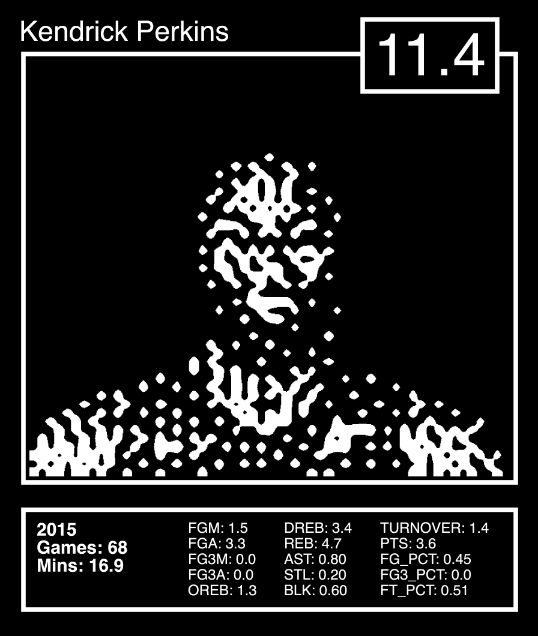 Kendrick Perkins
11.4
2015
Games: 68
Mins: 16.9
FGM: 1.5
FGA: 3.3
FG3M: 0.0
FG3A: 0.0
OREB: 1.3
DREB: 3.4
REB: 4.7
AST: 0.80
STL: 0.20
BLK: 0.60
TURNOVER: 1.4
PTS: 3.6
FG_PCT: 0.45
FG3_PCT: 0.0
FT_PCT: 0.51